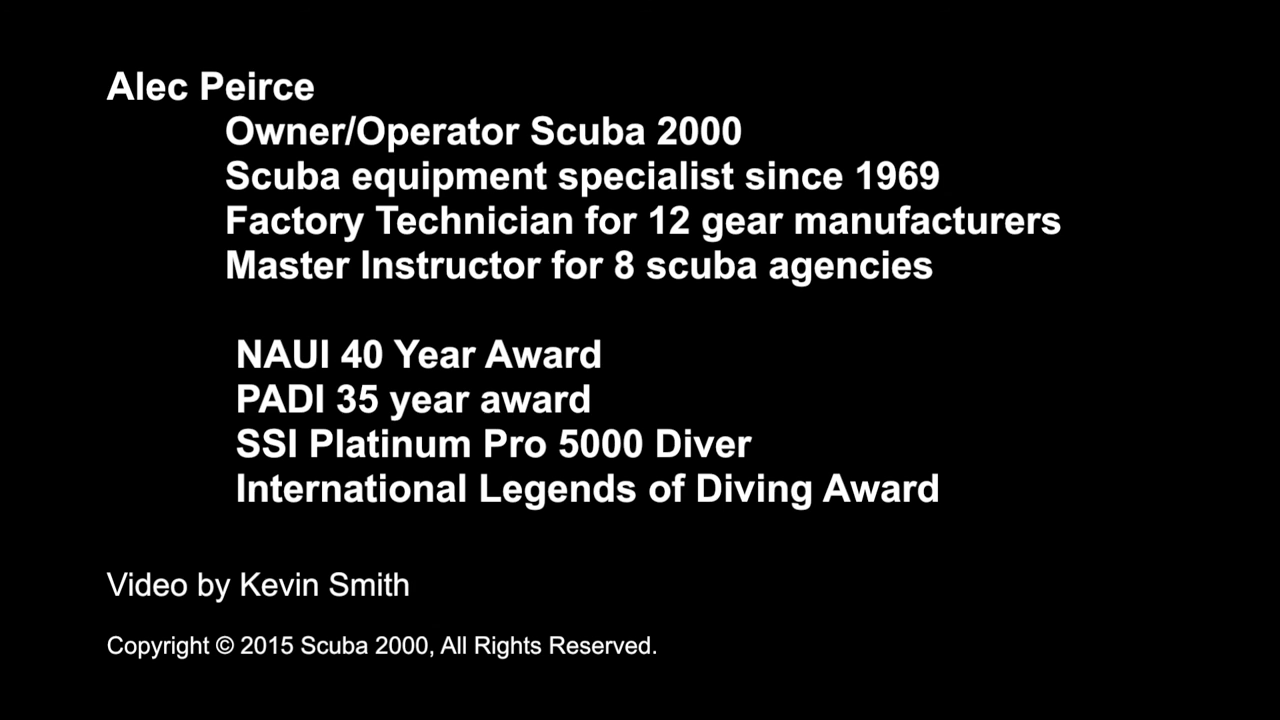 Alec Peirce
Owner/Operator Scuba 2000
Scuba equipment specialist since 1969
Factory Technician for 12 gear manufacturers
Master Instructor for 8 scuba agencies
NAUI 40 Year Award
PADI 35 year award
SSI Platinum Pro 5000 Diver
International Legends of Diving Award
Video by Kevin Smith
Copyright © 2015 Scuba 2000, All Rights Reserved.